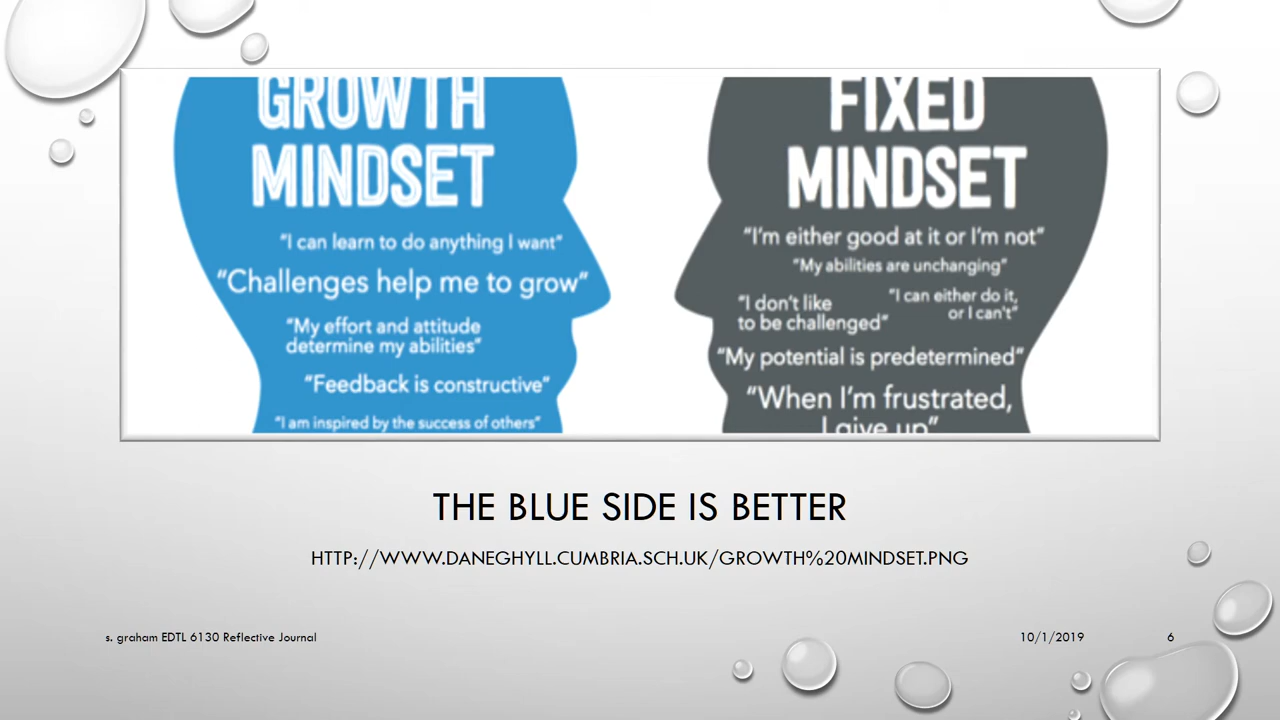 GROWTH
MINDSET
"I can learn to do anything I want"
"Challenges help me to grow"
"My effort and attitude
determine my abilities"
"Feedback is constructive"
"I am inspired by the success of others"
FIXED
MINDSET
"I'm either good at it or I'm not"
"My abilities are unchanging"
"I don't like
to be challenged"
"I can either do it,
or I can't"
"My potential is predetermined"
"When I'm frustrated,
I give up"
THE BLUE SIDE IS BETTER
HTTP://WWW.DANEGHYLL.CUMBRIA.SCH.UK/GROWTH%20MINDSET.PNG
s. graham EDTL 6130 Reflective Journal
10/1/2019
6